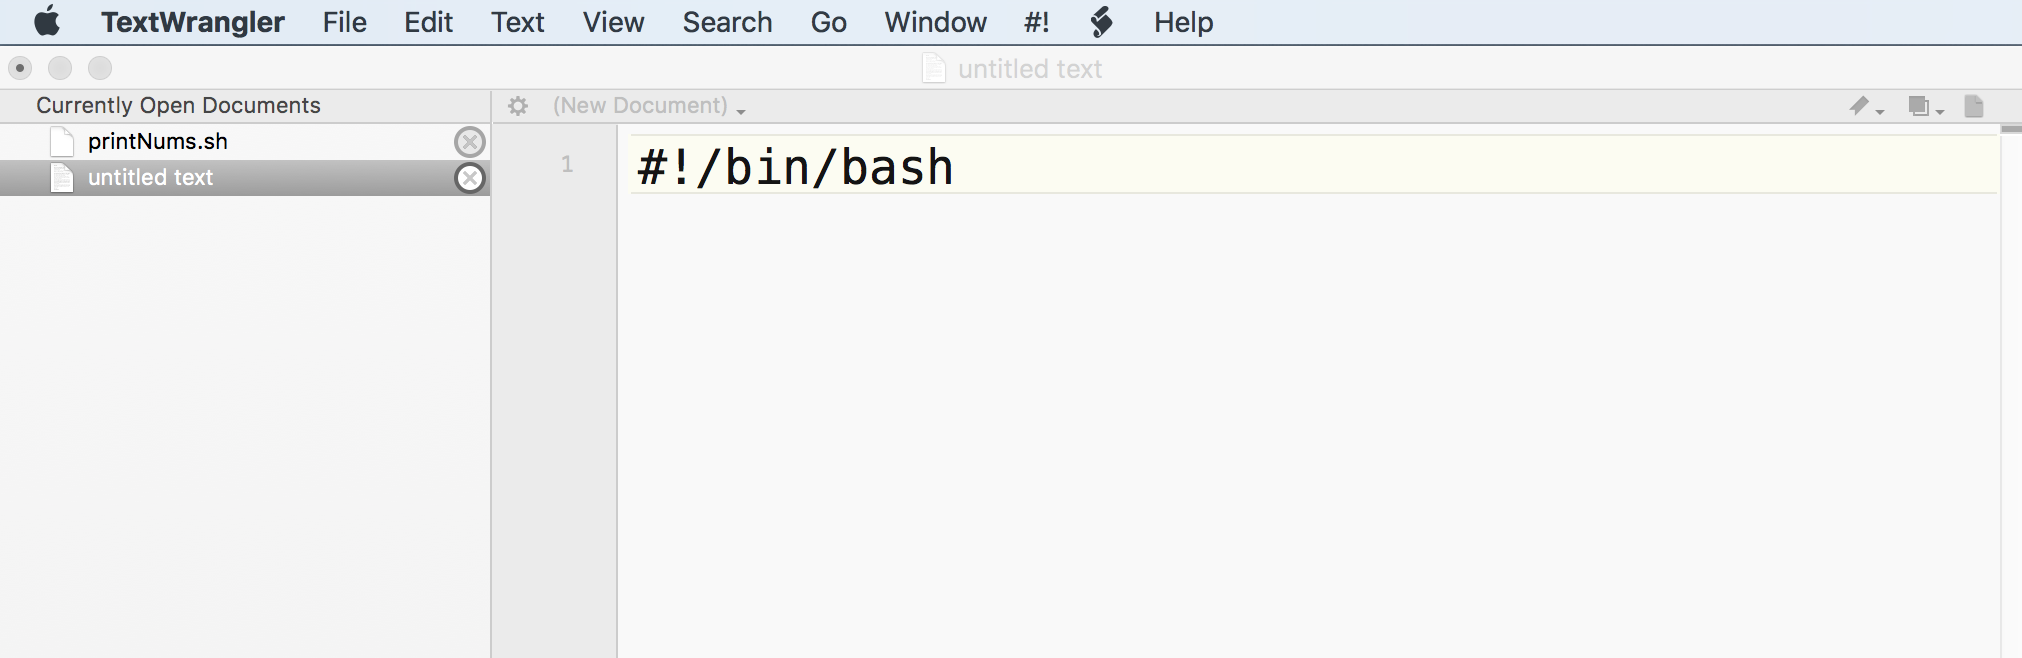 TextWrangler File Edit Text View Search Go Window #! Help
untitled text
Currently Open Documents
(New Document)
printNums.sh
untitled text
1
#!/bin/bash